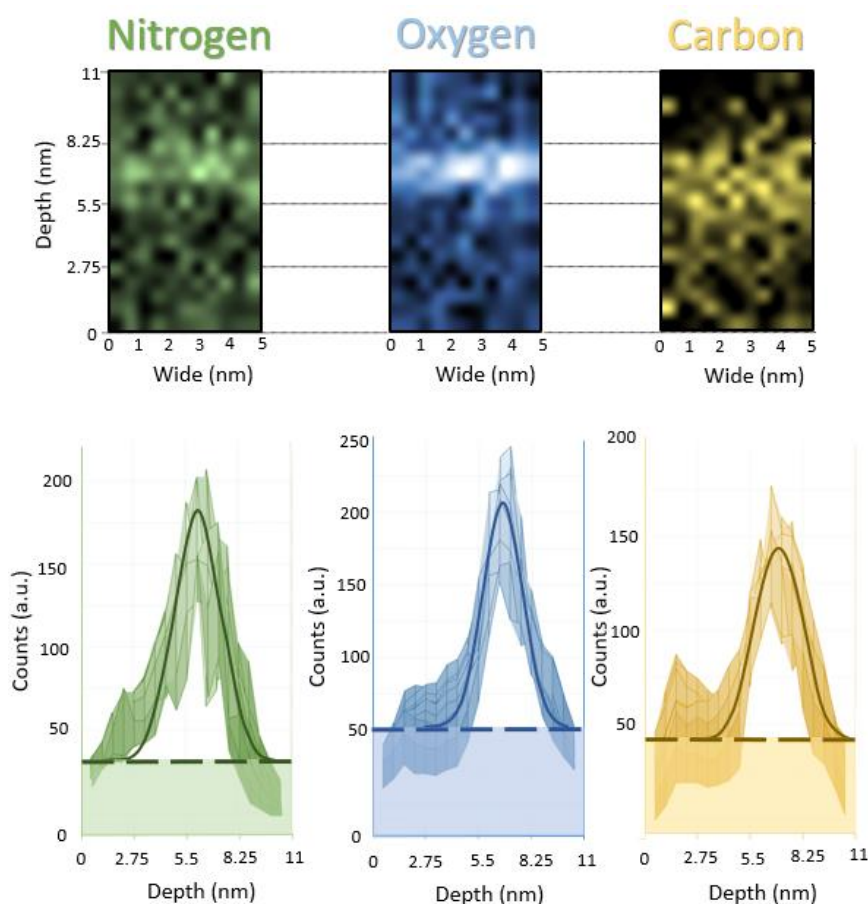 Nitrogen Oxygen Carbon
11
8.25
5.5
2.75
0
Depth (nm)
0 1 2 3 4 5 0 1 2 3 4 5 0 1 2 3 4 5
Wide (nm) Wide (nm) Wide (nm)
200
150
100
50
0
Counts (a.u.)
0 2.75 5.5 8.25 11
Depth (nm)
250
200
150
100
50
0
Counts (a.u.)
0 2.75 5.5 8.25 11
Depth (nm)
200
150
100
50
0
Counts (a.u.)
0 2.75 5.5 8.25 11
Depth (nm)